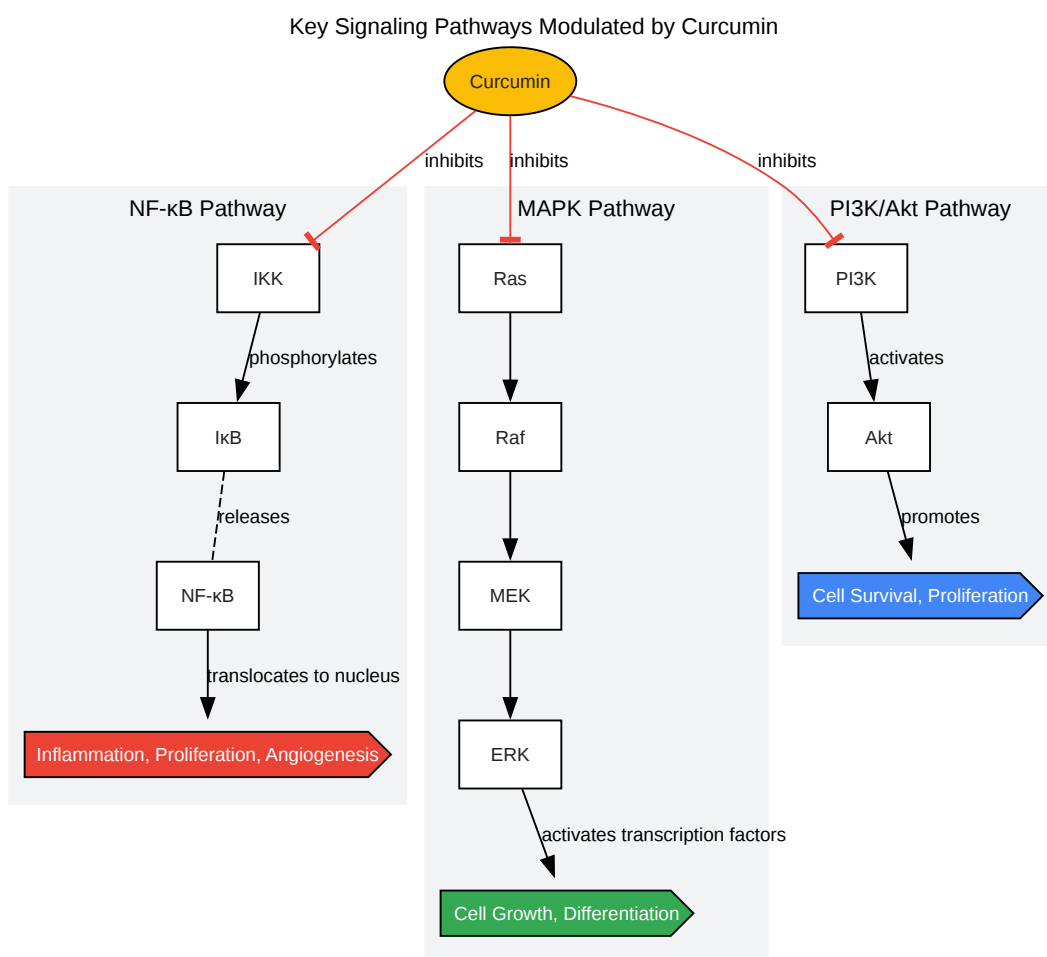 Key Signaling Pathways Modulated by Curcumin
Curcumin
inhibits
inhibits
inhibits
NF-κB Pathway
IKK
phosphorylates
IκB
releases
NF-κB
translocates to nucleus
Inflammation, Proliferation, Angiogenesis
MAPK Pathway
Ras
Raf
MEK
ERK
activates transcription factors
Cell Growth, Differentiation
PI3K/Akt Pathway
PI3K
activates
Akt
promotes
Cell Survival, Proliferation